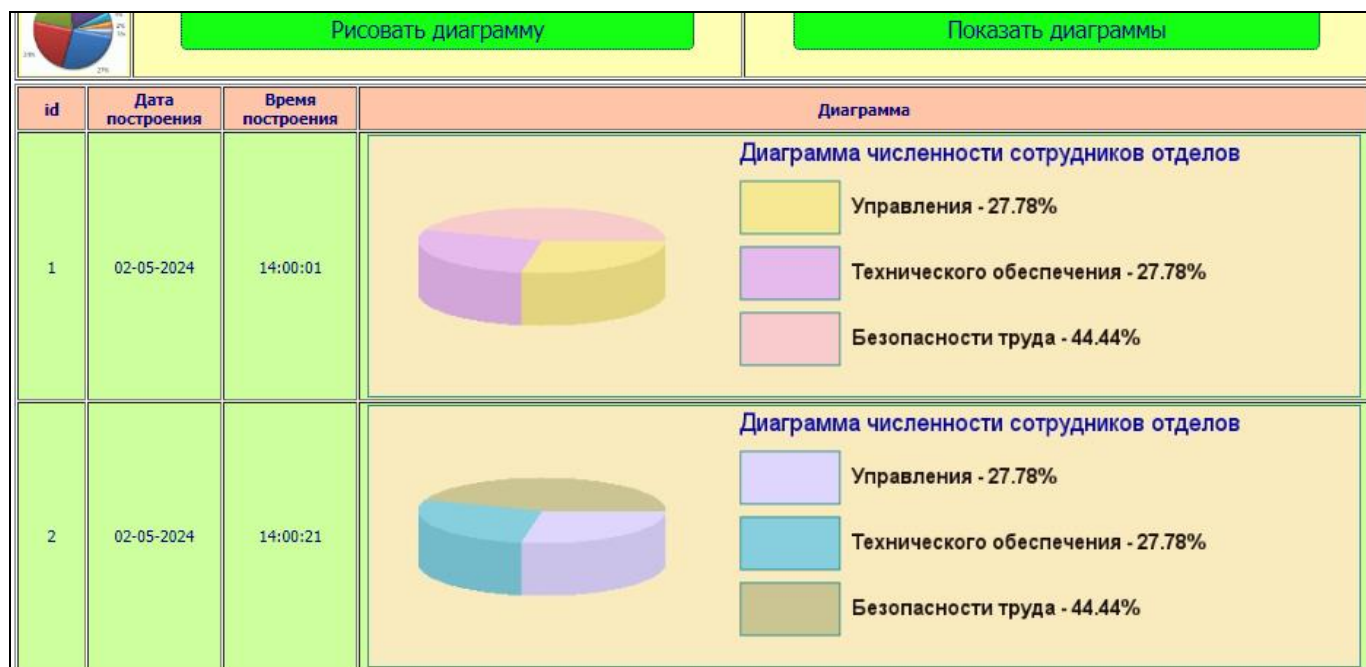 Рисовать диаграмму
Показать диаграммы
27%
id
Дата
построения
Время
построения
Диаграмма
1
02-05-2024
14:00:01
Диаграмма численности сотрудников отделов
Управления - 27.78%
Технического обеспечения - 27.78%
Безопасности труда - 44.44%
2
02-05-2024
14:00:21
Диаграмма численности сотрудников отделов
Управления - 27.78%
Технического обеспечения - 27.78%
Безопасности труда - 44.44%